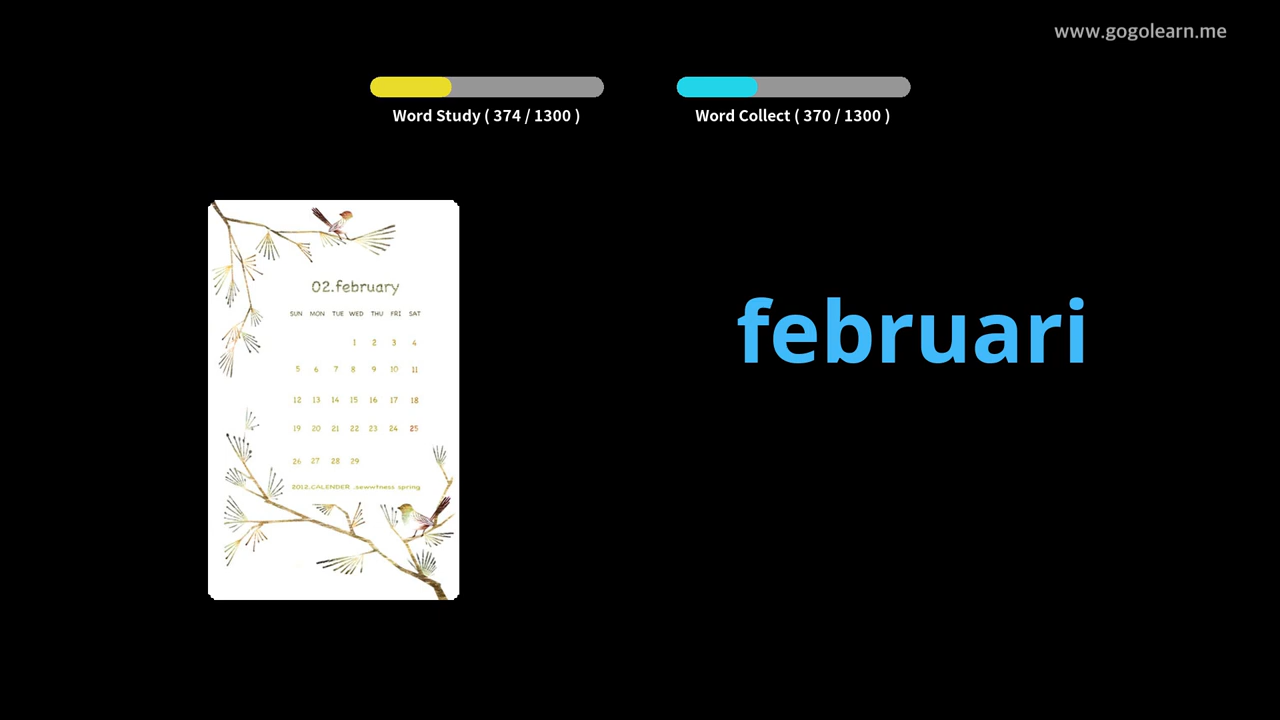 www.gogolearn.me
Word Study ( 374 / 1300 )
Word Collect ( 370 / 1300 )
02.february
SUN MON TUE WED THU FRI SAT
1 2 3 4
5 6 7 8 9 10 11
12 13 14 15 16 17 18
19 20 21 22 23 24 25
26 27 28 29
2012.CALENDER .sewwtness spring
februari